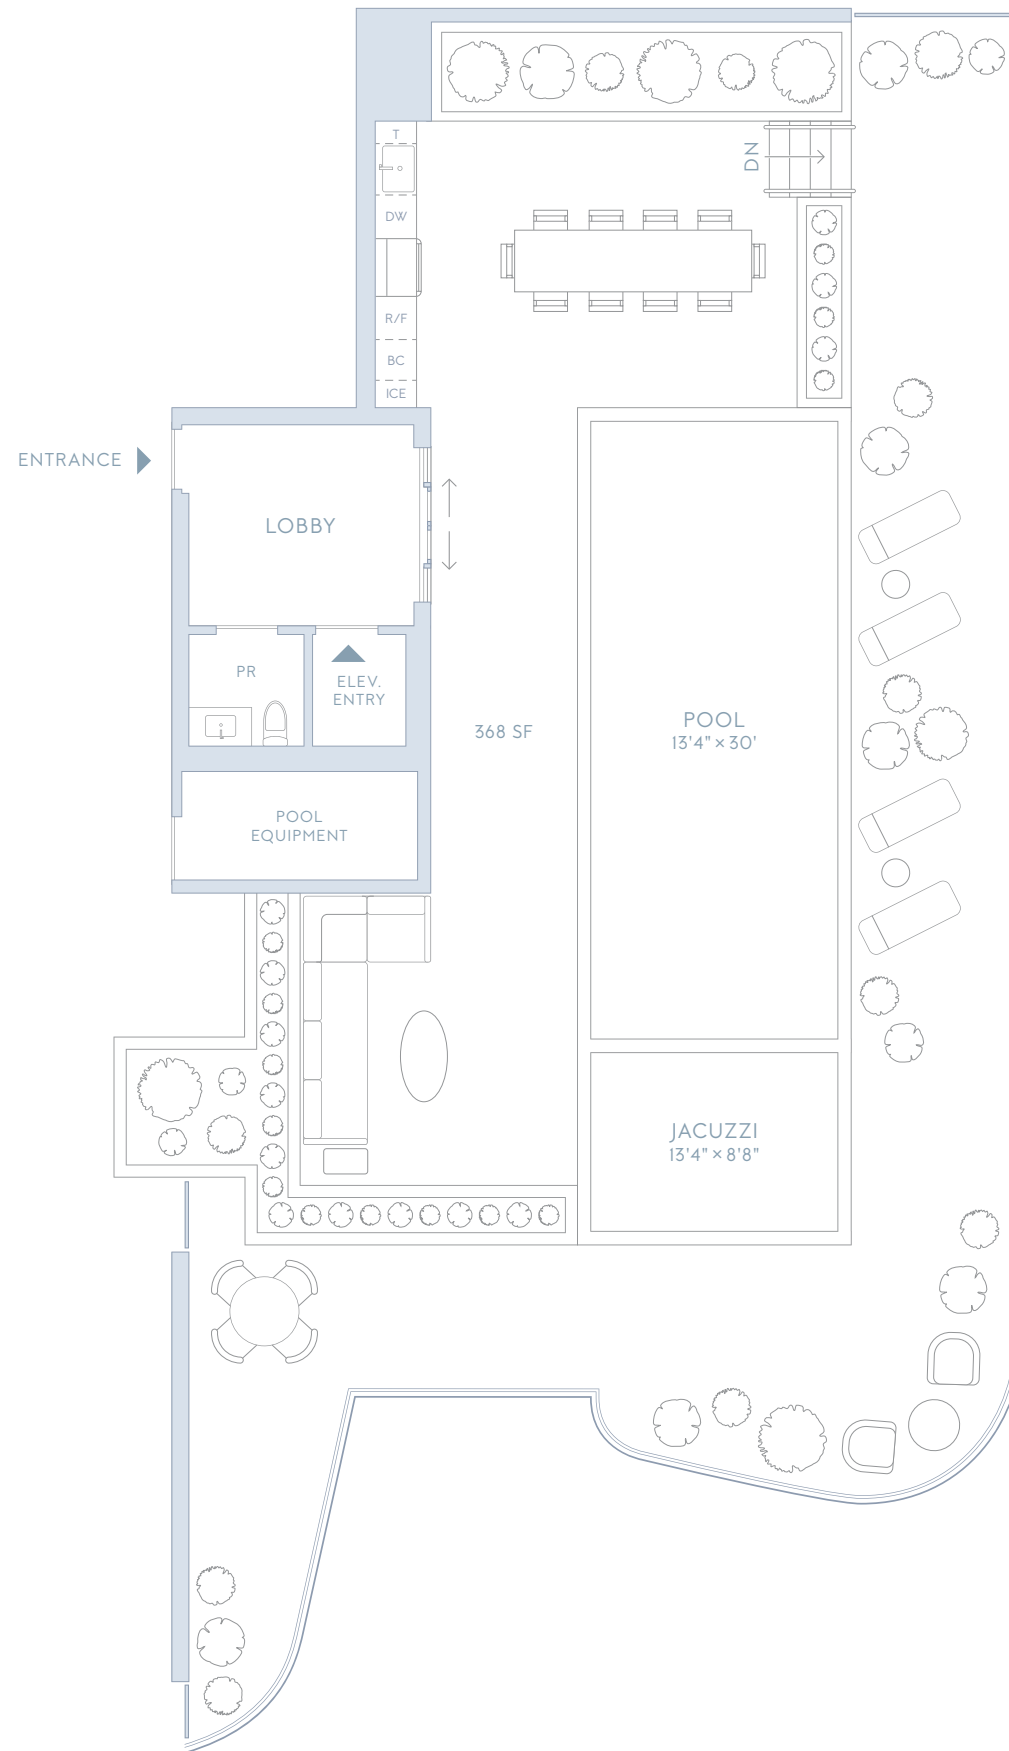 T
DN
DW
R/F
BC
ICE
ENTRANCE
LOBBY
PR
ELEV.
ENTRY
368 SF
POOL
13'4" × 30'
POOL
EQUIPMENT
JACUZZI
13'4" × 8'8"